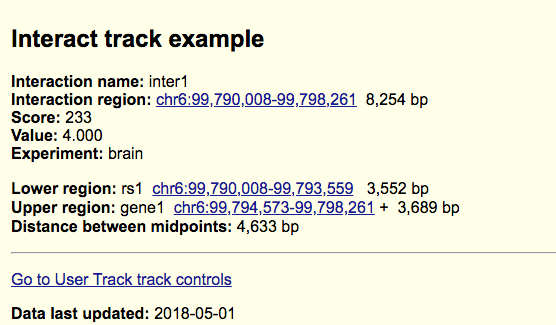 Interact track example
Interaction name: inter1
Interaction region: chr6:99,790,008-99,798,261 8,254 bp
Score: 233
Value: 4.000
Experiment: brain
Lower region: rs1 chr6:99,790,008-99,793,559 3,552 bp
Upper region: gene1 chr6:99,794,573-99,798,261 + 3,689 bp
Distance between midpoints: 4,633 bp
Go to User Track track controls
Data last updated: 2018-05-01